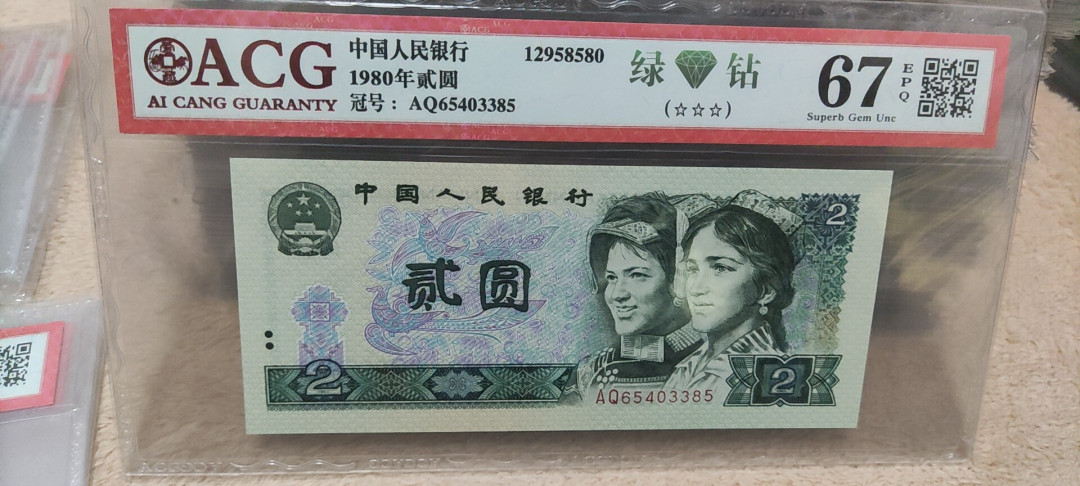 ACG
AI CANG GUARANTY
中国人民银行 12958580
1980年贰圆
冠号: AQ65403385
绿 钻
(☆☆☆)
67
EPQ
Superb Gem Unc
中国人民银行
2
贰圆
2
AQ65403385
2